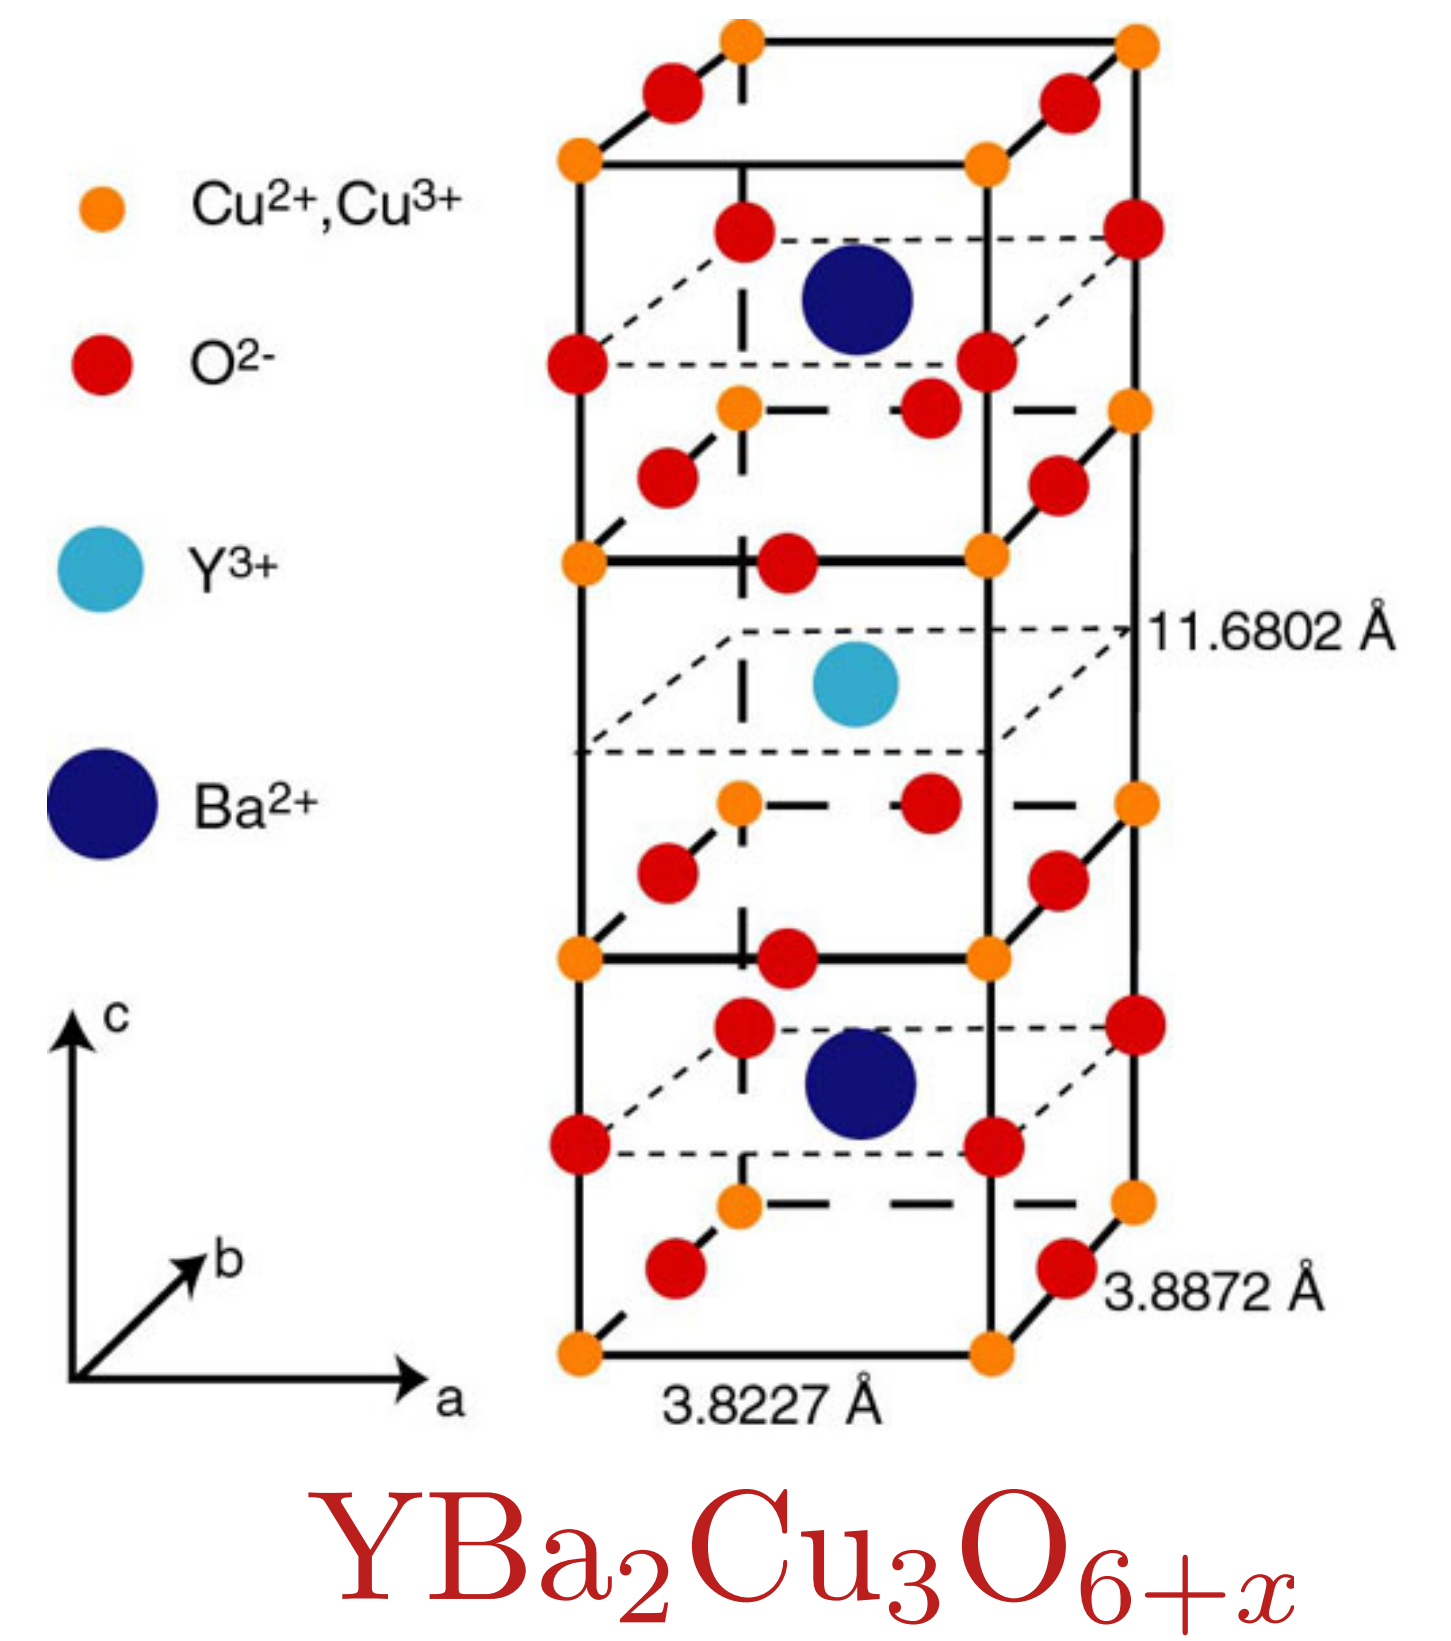 Cu²⁺,Cu³⁺
O²⁻
Y³⁺
11.6802 Å
Ba²⁺
c
b
a
3.8872 Å
3.8227 Å
YBa₂Cu₃O₆₊ₓ